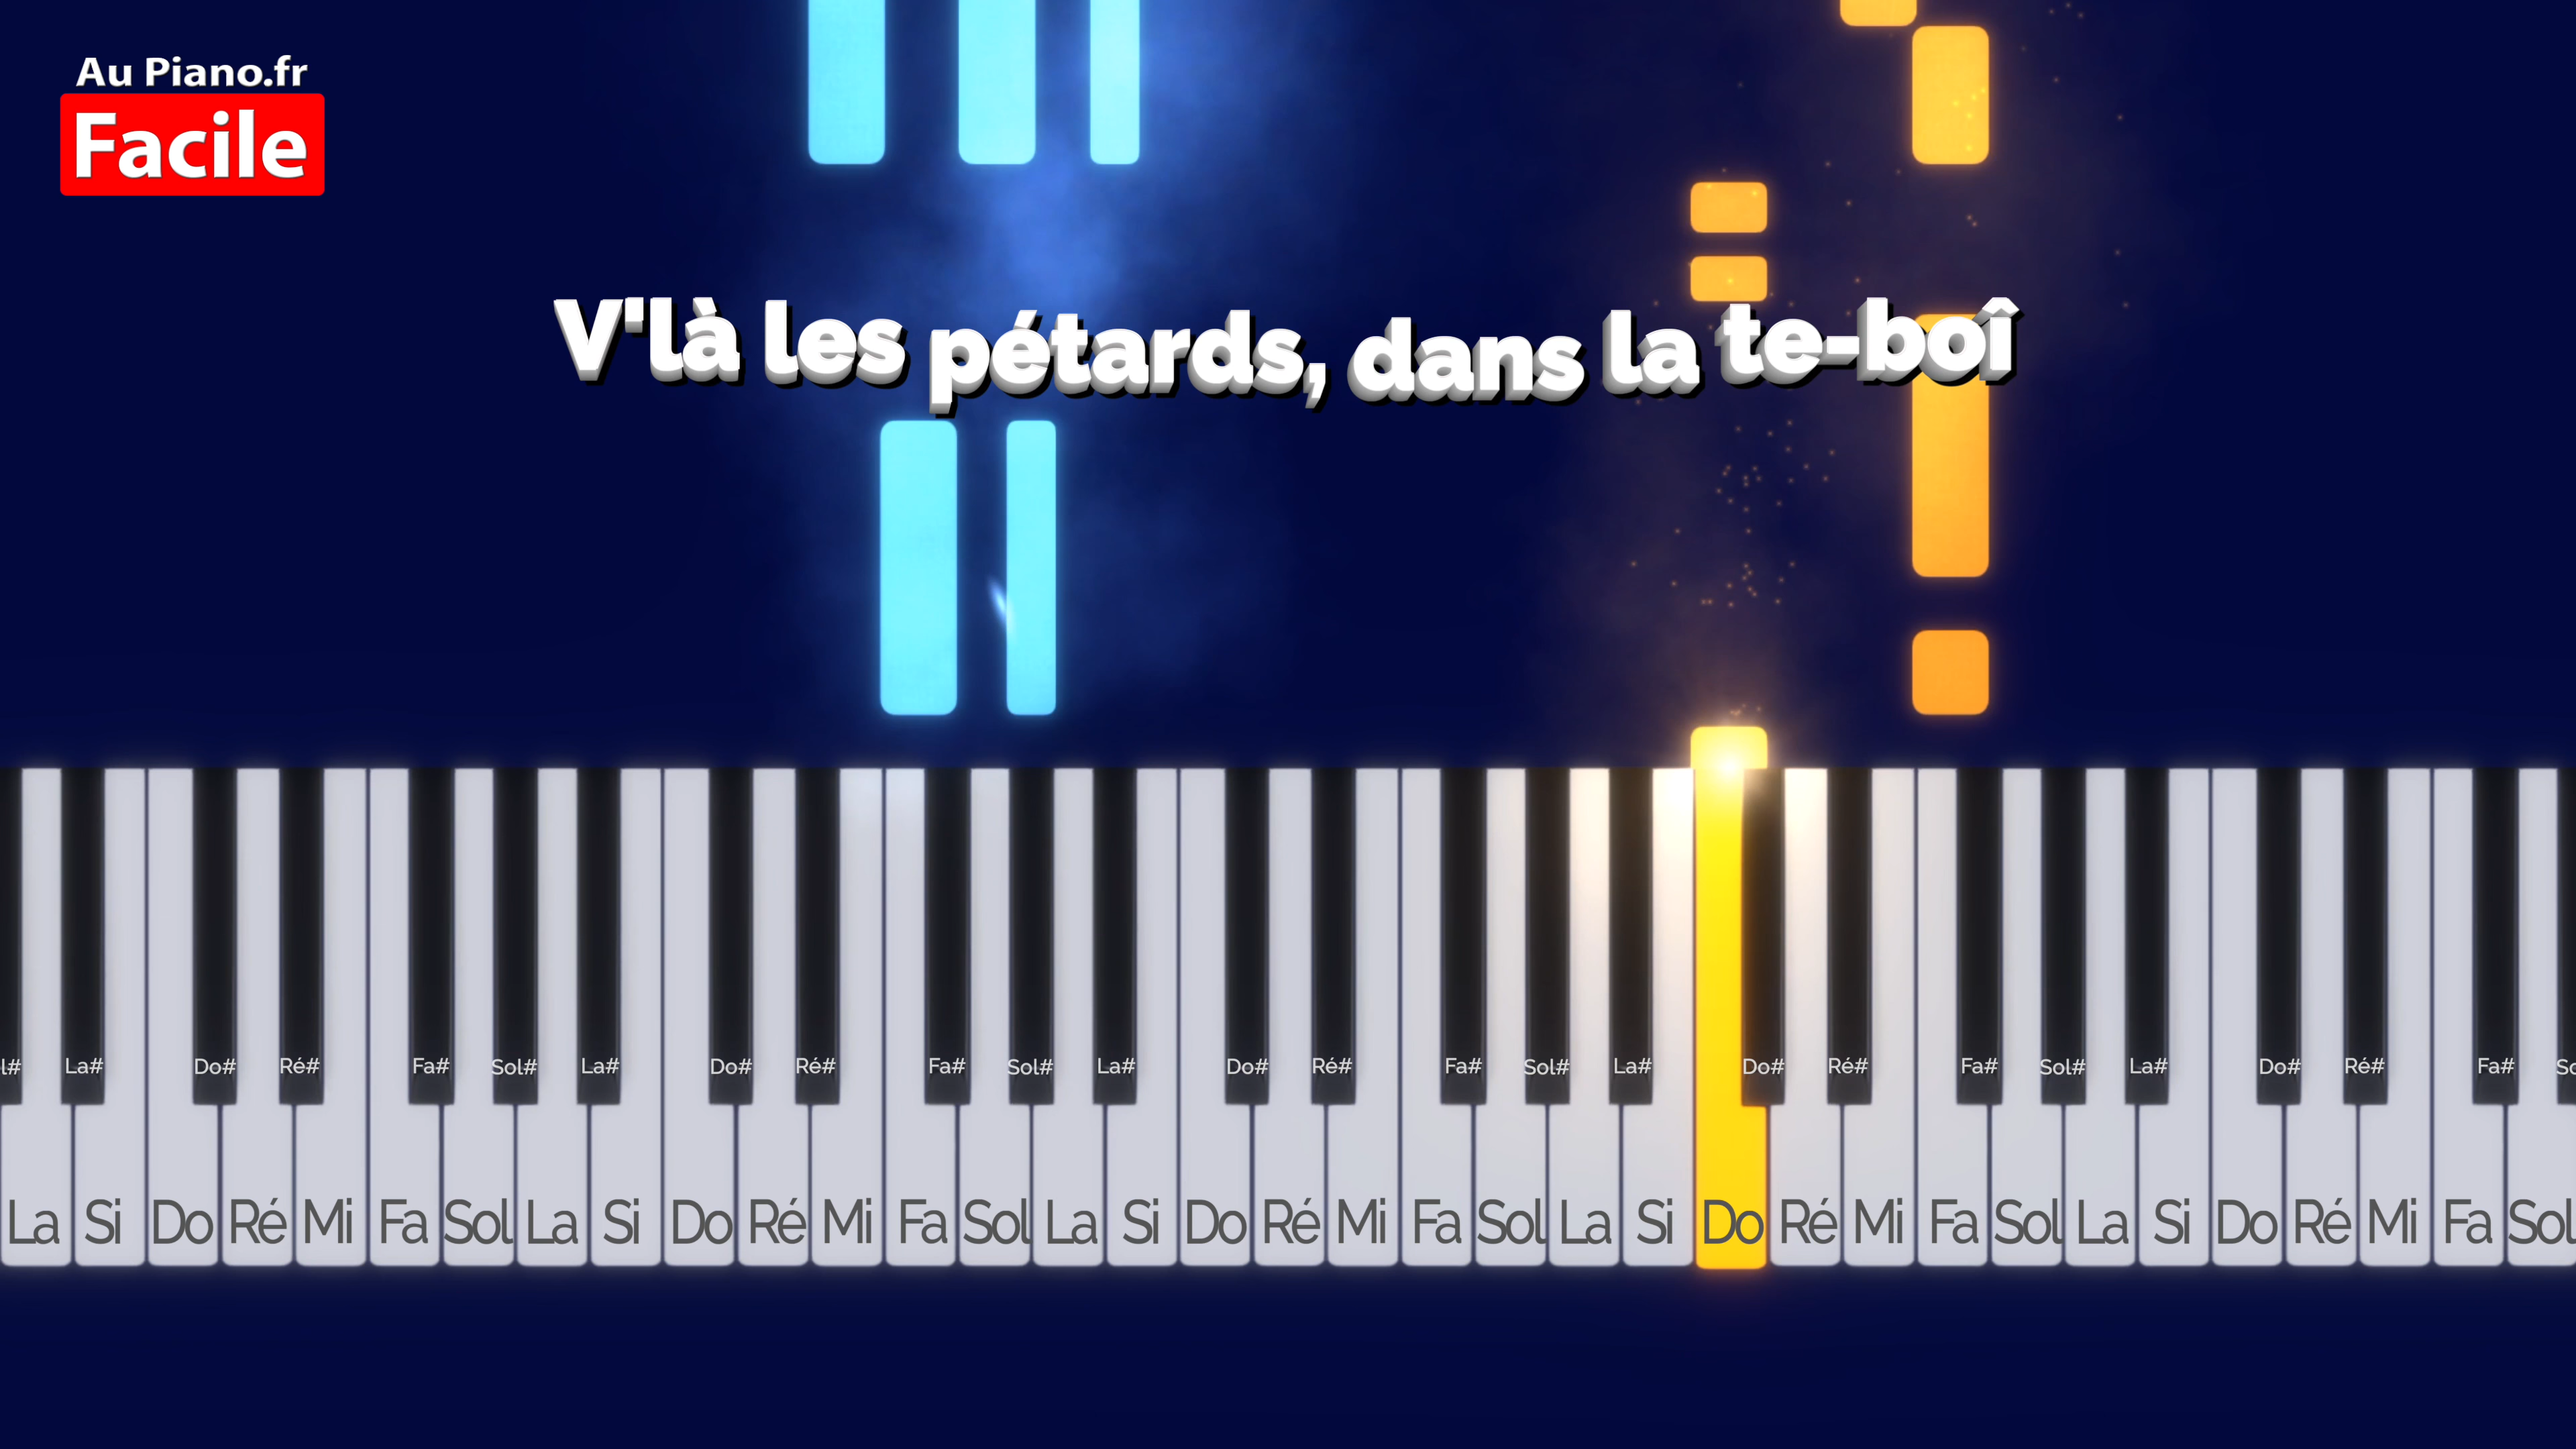 Au Piano.fr
Facile
V'là les pétards, dans la te-boî
La# Do# Ré# Fa# Sol# La# Do# Ré# Fa# Sol# La# Do# Ré# Fa# Sol# La# Do# Ré# Fa# Sol# La# Do# Ré# Fa#
La Si Do Ré Mi Fa Sol La Si Do Ré Mi Fa Sol La Si Do Ré Mi Fa Sol La Si Do Ré Mi Fa Sol La Si Do Ré Mi Fa Sol